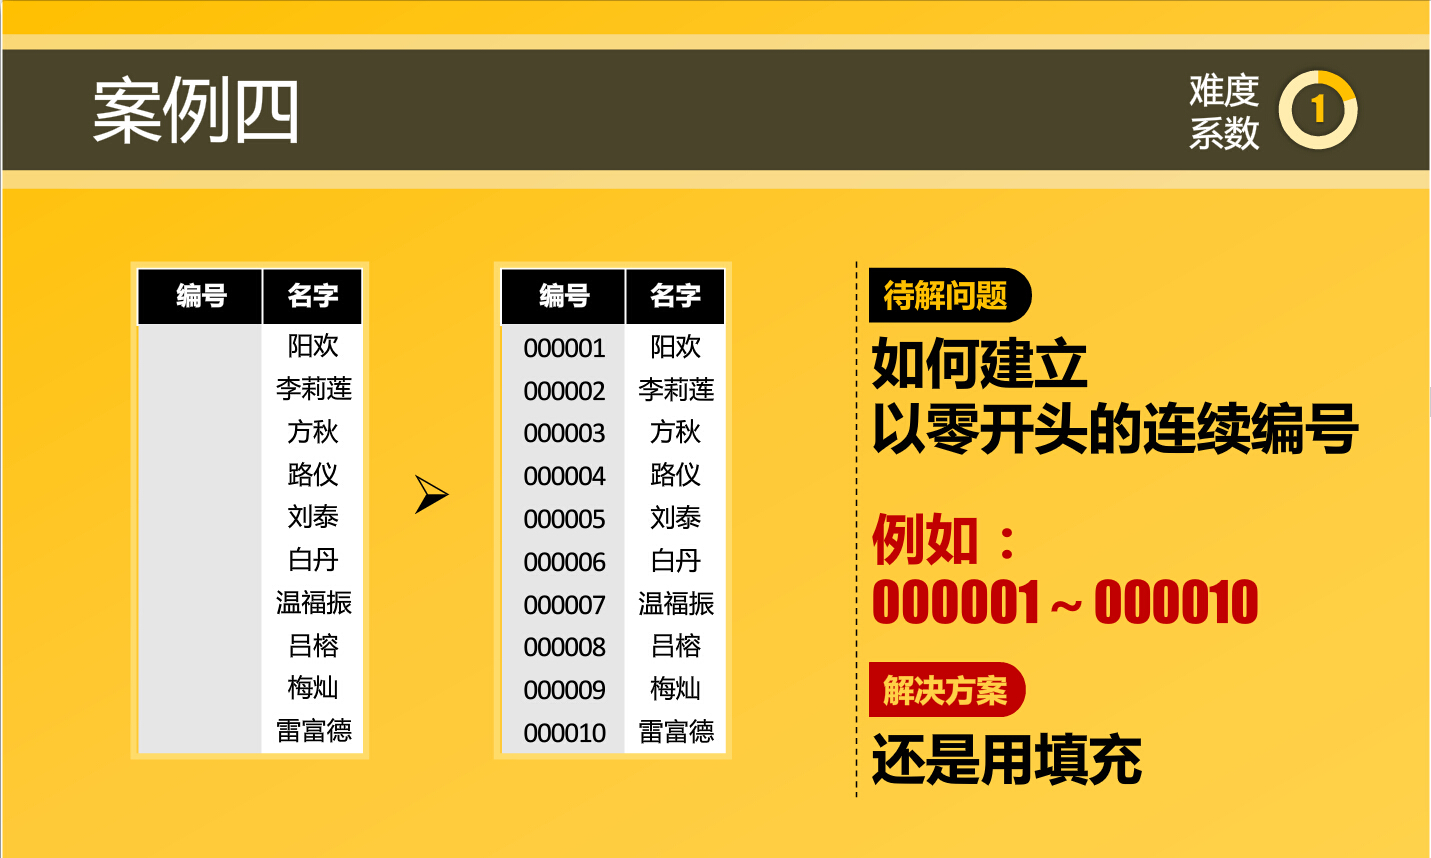 案例四
难度
系数
1
编号 名字
阳欢
李莉莲
方秋
路仪
刘泰
白丹
温福振
吕榕
梅灿
雷富德
编号 名字
000001 阳欢
000002 李莉莲
000003 方秋
000004 路仪
000005 刘泰
000006 白丹
000007 温福振
000008 吕榕
000009 梅灿
000010 雷富德
待解问题
如何建立
以零开头的连续编号
例如：
000001 ~ 000010
解决方案
还是用填充